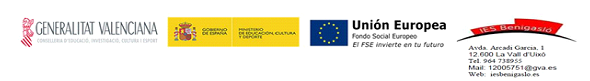 GENERALITAT VALENCIANA
CONSELLERIA D'EDUCACIÓ, INVESTIGACIÓ, CULTURA I ESPORT
GOBIERNO
DE ESPAÑA
MINISTERIO
DE EDUCACIÓN, CULTURA
Y DEPORTE
Unión Europea
Fondo Social Europeo
El FSE invierte en tu futuro
IES Benigasló
Avda. Arcadi Garcia, 1
12.600 La Vall d'Uixó
Tel. 964 738955
Mail: 12005751@gva.es
Web: iesbenigaslo.es